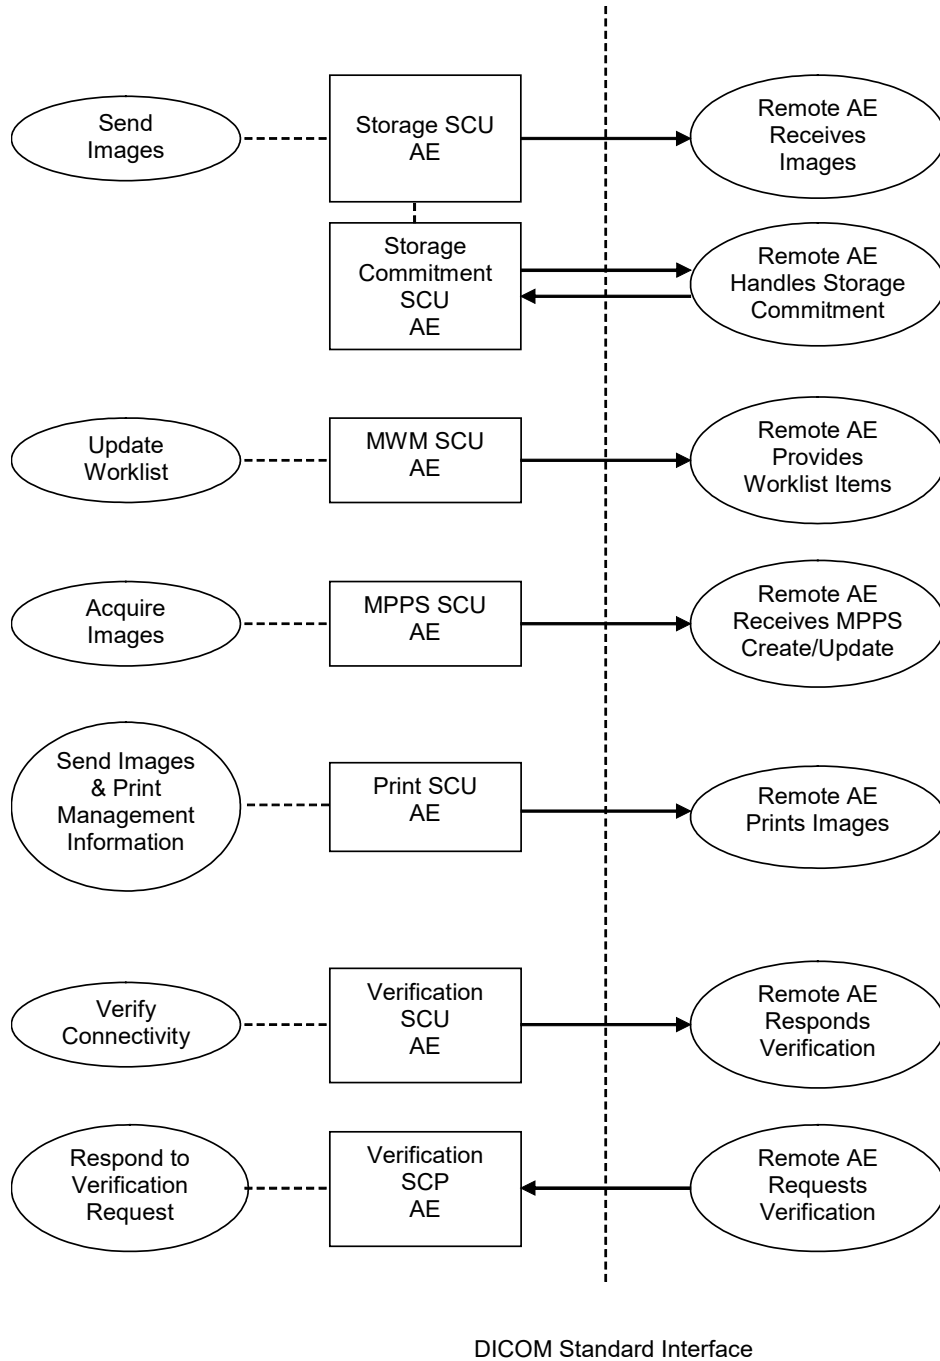 Send
Images
Storage SCU
AE
Remote AE
Receives
Images
Storage
Commitment
SCU
AE
Remote AE
Handles Storage
Commitment
Update
Worklist
MWM SCU
AE
Remote AE
Provides
Worklist Items
Acquire
Images
MPPS SCU
AE
Remote AE
Receives MPPS
Create/Update
Send Images
& Print
Management
Information
Print SCU
AE
Remote AE
Prints Images
Verify
Connectivity
Verification
SCU
AE
Remote AE
Responds
Verification
Respond to
Verification
Request
Verification
SCP
AE
Remote AE
Requests
Verification
DICOM Standard Interface